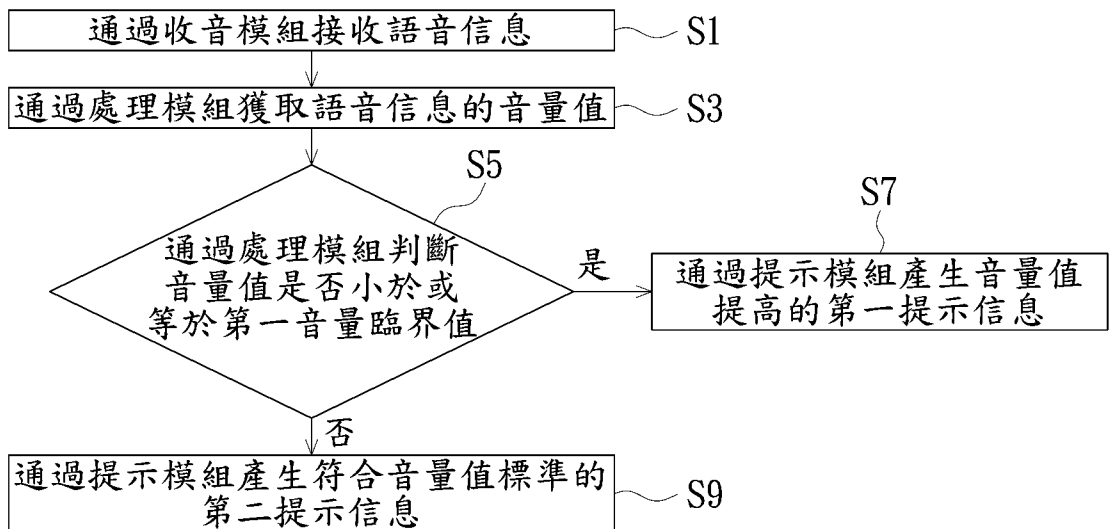 通過收音模組接收語音信息
S1
通過處理模組獲取語音信息的音量值
S3
S5
通過處理模組判斷
音量值是否小於或
等於第一音量臨界值
是
S7
通過提示模組產生音量值
提高的第一提示信息
否
通過提示模組產生符合音量值標準的
第二提示信息
S9